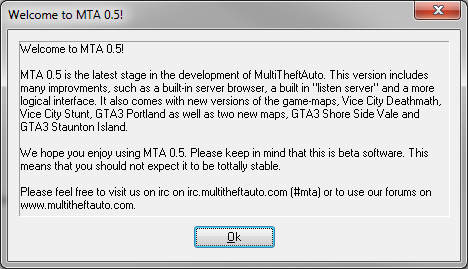 Welcome to MTA 0.5!
Welcome to MTA 0.5!
MTA 0.5 is the latest stage in the development of MultiTheftAuto. This version includes
many improvments, such as a built-in server browser, a built in "listen server" and a more
logical interface. It also comes with new versions of the game-maps, Vice City Deathmath,
Vice City Stunt, GTA3 Portland as well as two new maps, GTA3 Shore Side Vale and
GTA3 Staunton Island.
We hope you enjoy using MTA 0.5. Please keep in mind that this is beta software. This
means that you should not expect it to be tottally stable.
Please feel free to visit us on irc on irc.multitheftauto.com (#mta) or to use our forums on
www.multitheftauto.com.
Ok